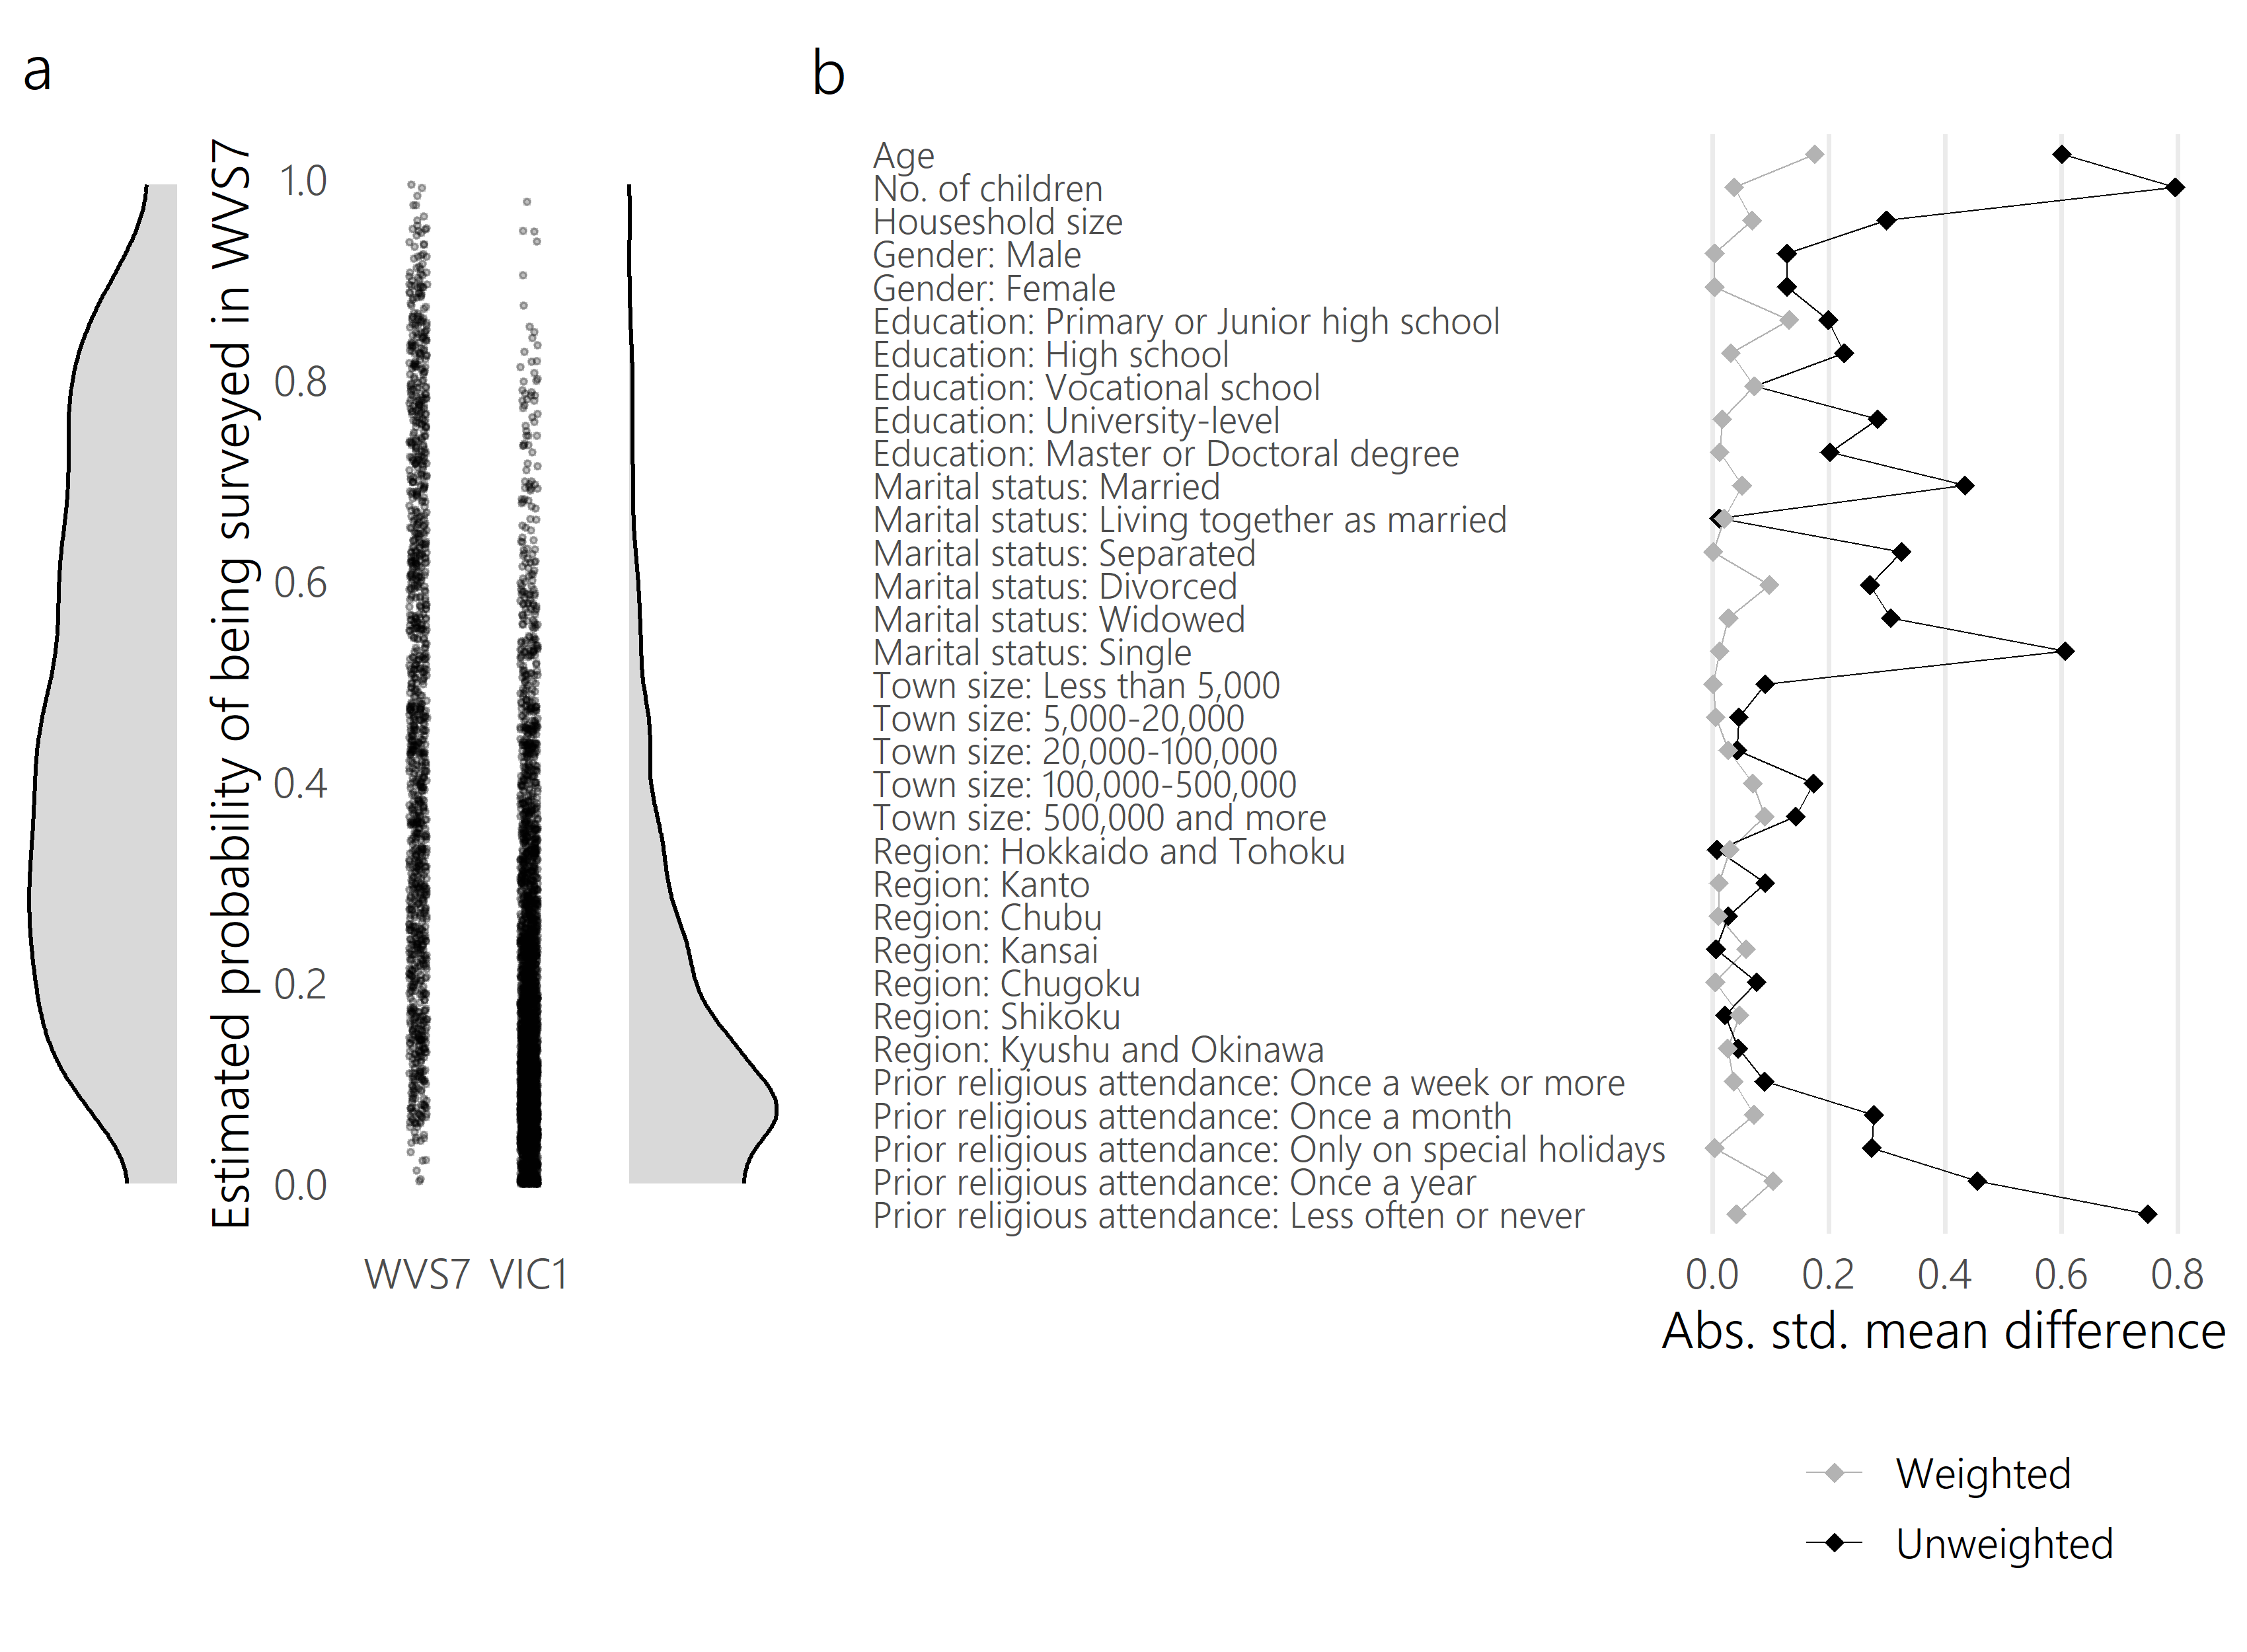 a
Estimated probability of being surveyed in WVS7
1.0
0.8
0.6
0.4
0.2
0.0
WVS7 VIC1
b
Age
No. of children
Houseshold size
Gender: Male
Gender: Female
Education: Primary or Junior high school
Education: High school
Education: Vocational school
Education: University-level
Education: Master or Doctoral degree
Marital status: Married
Marital status: Living together as married
Marital status: Separated
Marital status: Divorced
Marital status: Widowed
Marital status: Single
Town size: Less than 5,000
Town size: 5,000-20,000
Town size: 20,000-100,000
Town size: 100,000-500,000
Town size: 500,000 and more
Region: Hokkaido and Tohoku
Region: Kanto
Region: Chubu
Region: Kansai
Region: Chugoku
Region: Shikoku
Region: Kyushu and Okinawa
Prior religious attendance: Once a week or more
Prior religious attendance: Once a month
Prior religious attendance: Only on special holidays
Prior religious attendance: Once a year
Prior religious attendance: Less often or never
0.0 0.2 0.4 0.6 0.8
Abs. std. mean difference
Weighted
Unweighted